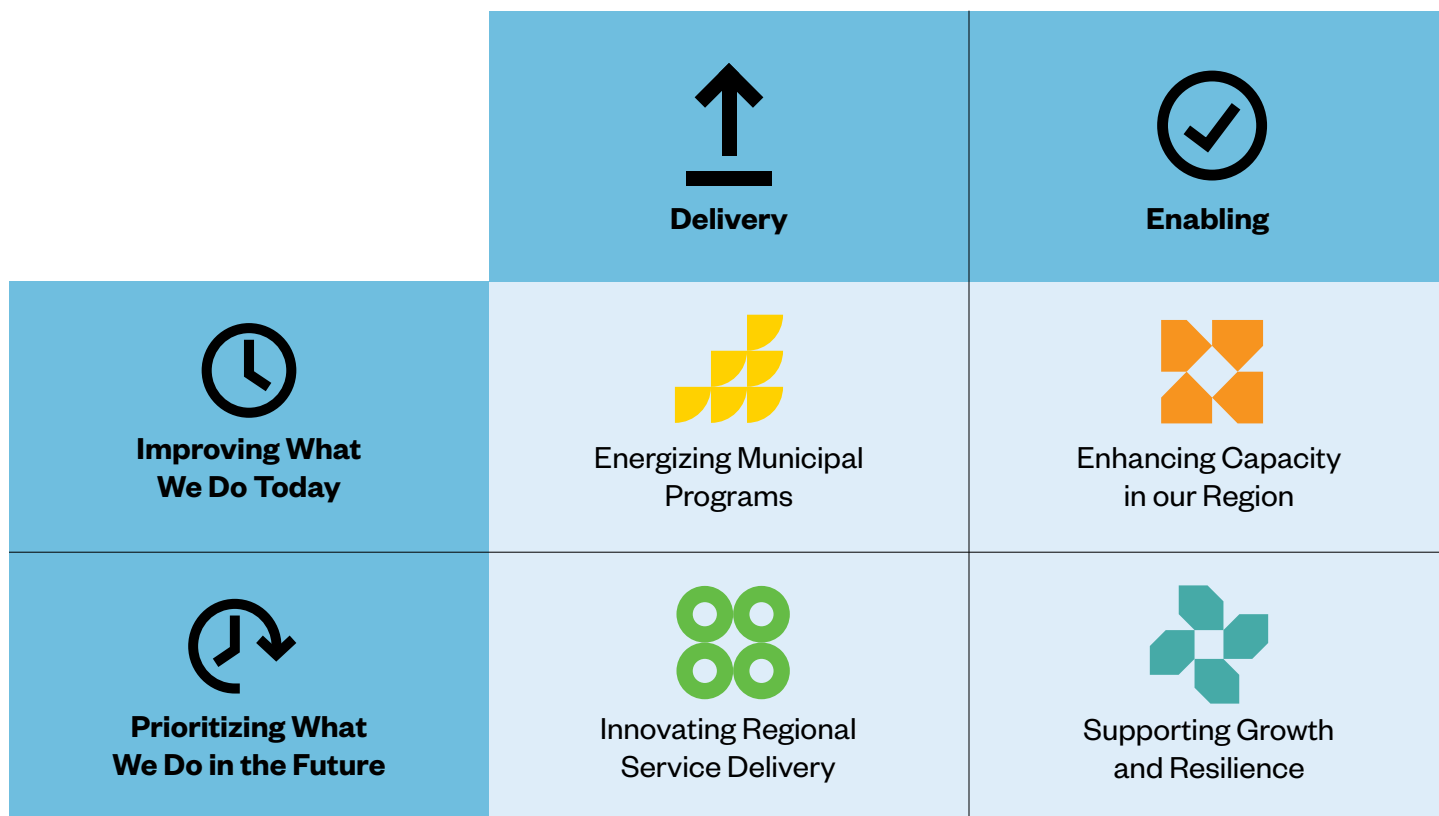 Delivery
Enabling
Improving What
We Do Today
Energizing Municipal
Programs
Enhancing Capacity
in our Region
Prioritizing What
We Do in the Future
Innovating Regional
Service Delivery
Supporting Growth
and Resilience